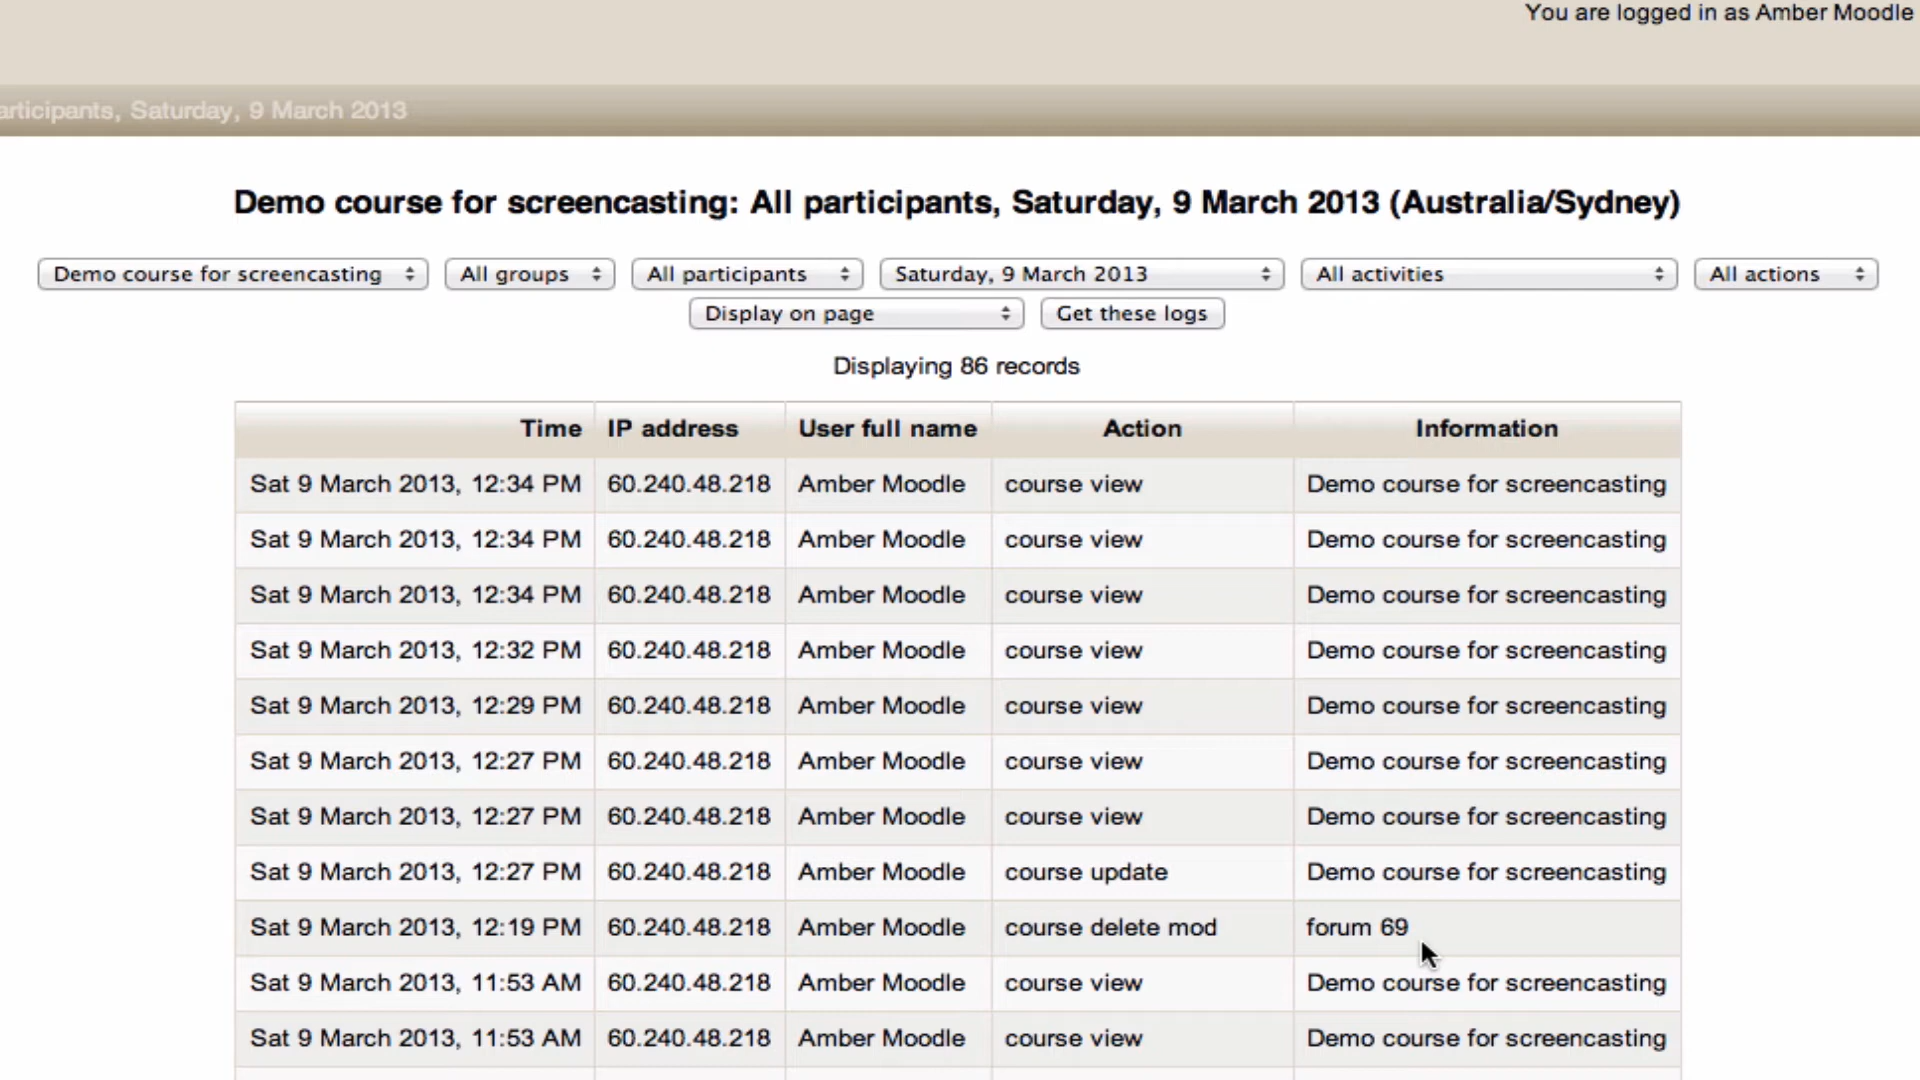 You are logged in as Amber Moodle
articipants, Saturday, 9 March 2013
Demo course for screencasting: All participants, Saturday, 9 March 2013 (Australia/Sydney)
Demo course for screencasting All groups All participants Saturday, 9 March 2013 All activities All actions
Display on page Get these logs
Displaying 86 records
Time IP address User full name Action Information
Sat 9 March 2013, 12:34 PM 60.240.48.218 Amber Moodle course view Demo course for screencasting
Sat 9 March 2013, 12:34 PM 60.240.48.218 Amber Moodle course view Demo course for screencasting
Sat 9 March 2013, 12:34 PM 60.240.48.218 Amber Moodle course view Demo course for screencasting
Sat 9 March 2013, 12:32 PM 60.240.48.218 Amber Moodle course view Demo course for screencasting
Sat 9 March 2013, 12:29 PM 60.240.48.218 Amber Moodle course view Demo course for screencasting
Sat 9 March 2013, 12:27 PM 60.240.48.218 Amber Moodle course view Demo course for screencasting
Sat 9 March 2013, 12:27 PM 60.240.48.218 Amber Moodle course view Demo course for screencasting
Sat 9 March 2013, 12:27 PM 60.240.48.218 Amber Moodle course update Demo course for screencasting
Sat 9 March 2013, 12:19 PM 60.240.48.218 Amber Moodle course delete mod forum 69
Sat 9 March 2013, 11:53 AM 60.240.48.218 Amber Moodle course view Demo course for screencasting
Sat 9 March 2013, 11:53 AM 60.240.48.218 Amber Moodle course view Demo course for screencasting